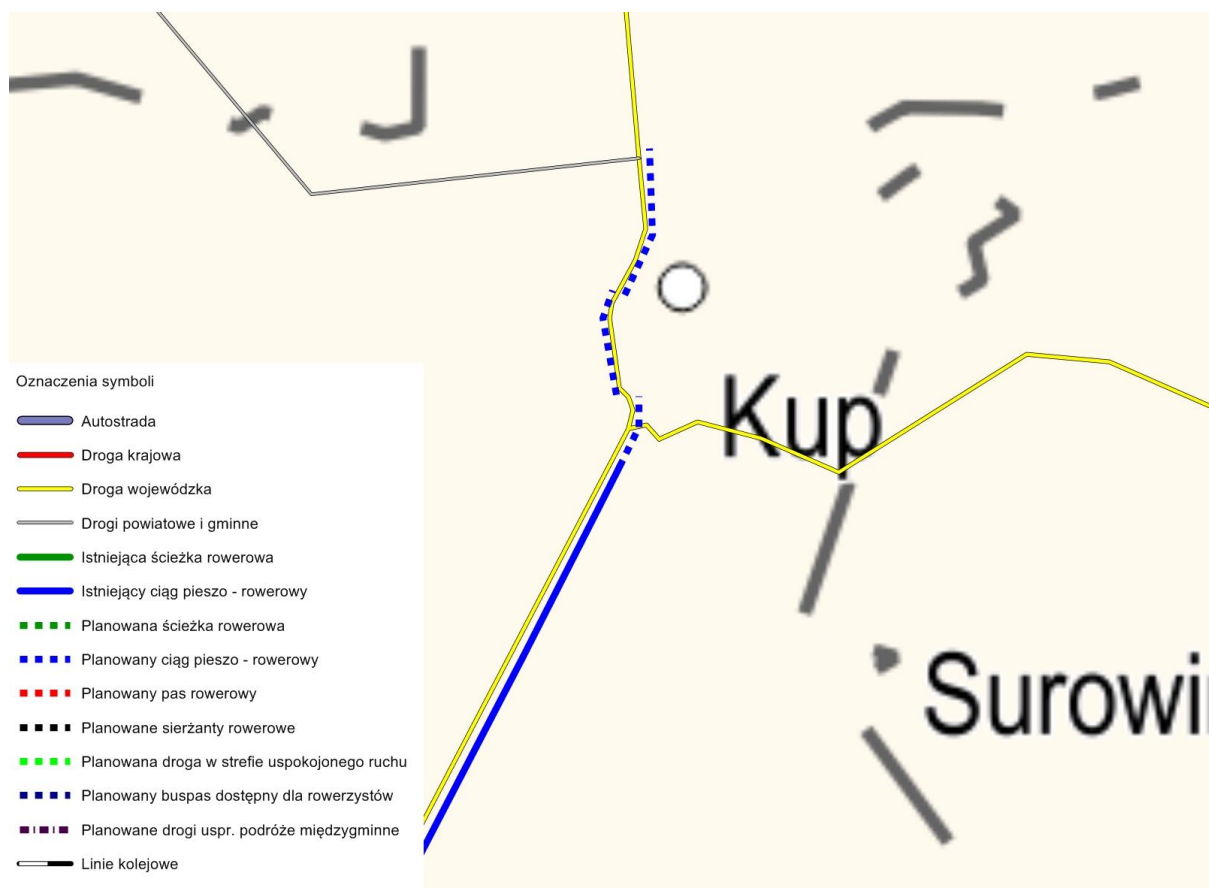 Kup
Surowi
Oznaczenia symboli
Autostrada
Droga krajowa
Droga wojewódzka
Drogi powiatowe i gminne
Istniejąca ścieżka rowerowa
Istniejący ciąg pieszo - rowerowy
Planowana ścieżka rowerowa
Planowany ciąg pieszo - rowerowy
Planowany pas rowerowy
Planowane sierżanty rowerowe
Planowana droga w strefie uspokojonego ruchu
Planowany buspas dostępny dla rowerzystów
Planowane drogi uspr. podróże międzygminne
Linie kolejowe